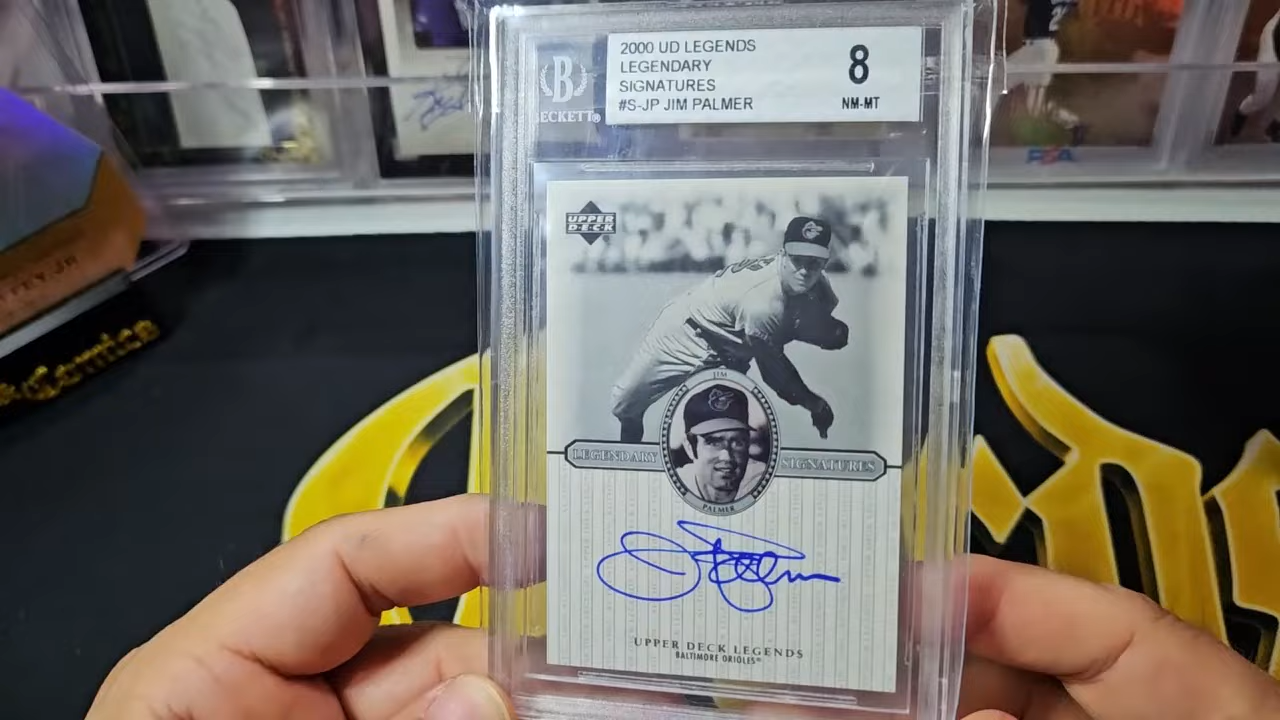 2000 UD LEGENDS
LEGENDARY
SIGNATURES
#S-JP JIM PALMER
8
NM-MT
B
BECKETT®
PSA
UPPER
DECK
JIM
LEGENDARY
SIGNATURES
PALMER
UPPER DECK LEGENDS
BALTIMORE ORIOLES®